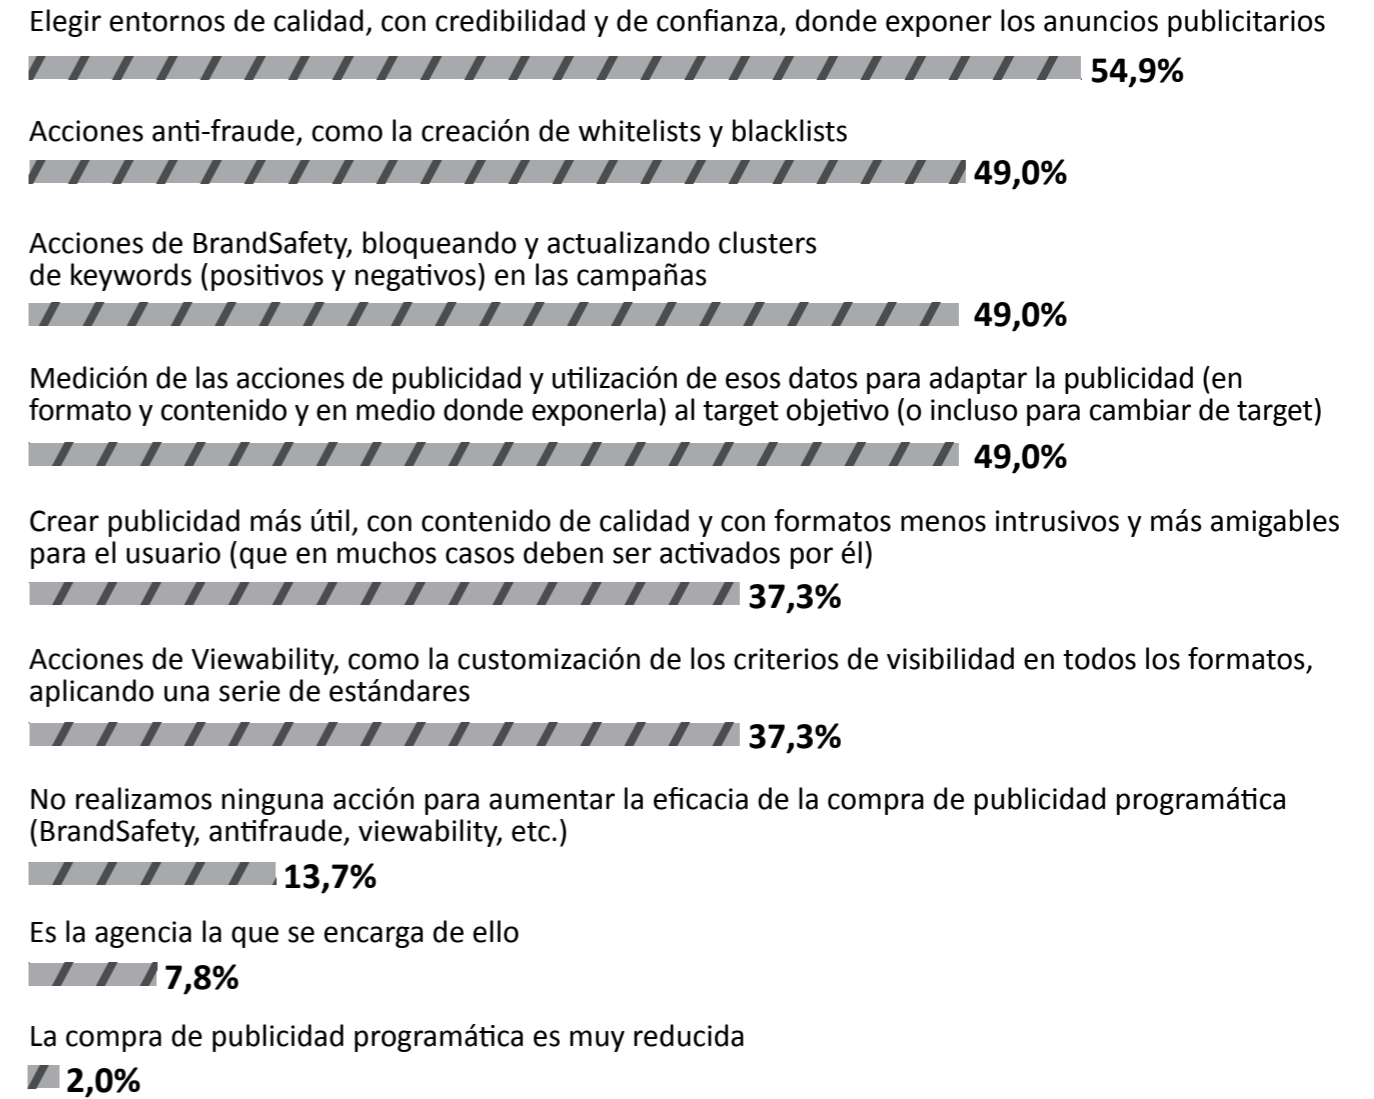 Elegir entornos de calidad, con credibilidad y de confianza, donde exponer los anuncios publicitarios
54,9%
Acciones anti-fraude, como la creación de whitelists y blacklists
49,0%
Acciones de BrandSafety, bloqueando y actualizando clusters
de keywords (positivos y negativos) en las campañas
49,0%
Medición de las acciones de publicidad y utilización de esos datos para adaptar la publicidad (en
formato y contenido y en medio donde exponerla) al target objetivo (o incluso para cambiar de target)
49,0%
Crear publicidad más útil, con contenido de calidad y con formatos menos intrusivos y más amigables
para el usuario (que en muchos casos deben ser activados por él)
37,3%
Acciones de Viewability, como la customización de los criterios de visibilidad en todos los formatos,
aplicando una serie de estándares
37,3%
No realizamos ninguna acción para aumentar la eficacia de la compra de publicidad programática
(BrandSafety, antifraude, viewability, etc.)
13,7%
Es la agencia la que se encarga de ello
7,8%
La compra de publicidad programática es muy reducida
2,0%